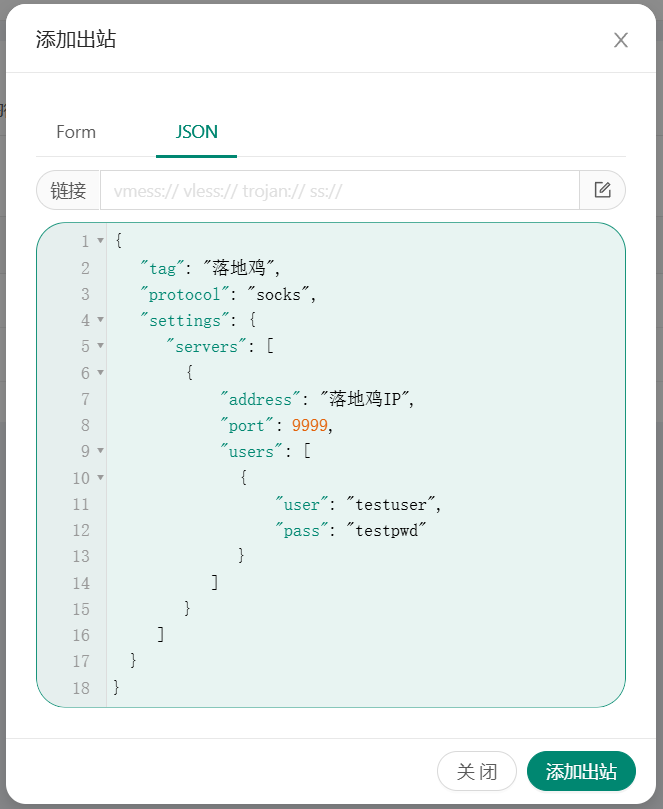 添加出站
Form
JSON
链接
vmess:// vless:// trojan:// ss://
1 {
2 "tag": "落地鸡",
3 "protocol": "socks",
4 "settings": {
5 "servers": [
6 {
7 "address": "落地鸡IP",
8 "port": 9999,
9 "users": [
10 {
11 "user": "testuser",
12 "pass": "testpwd"
13 }
14 ]
15 }
16 ]
17 }
18 }
关 闭
添加出站